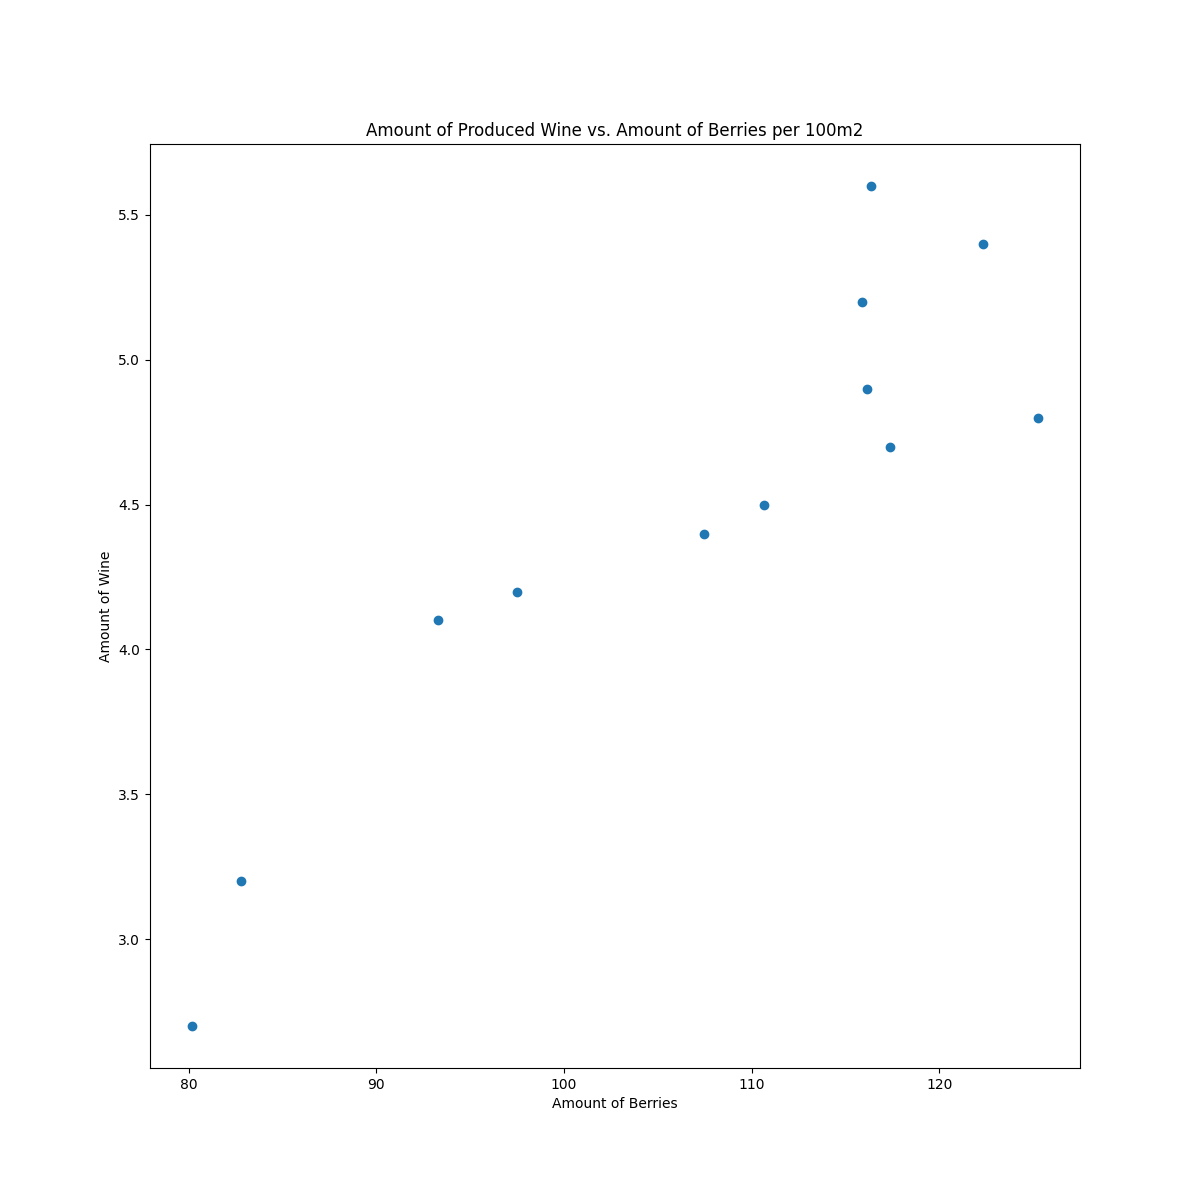 Amount of Produced Wine vs. Amount of Berries per 100m2
5.5
5.0
4.5
4.0
3.5
3.0
Amount of Wine
80 90 100 110 120
Amount of Berries